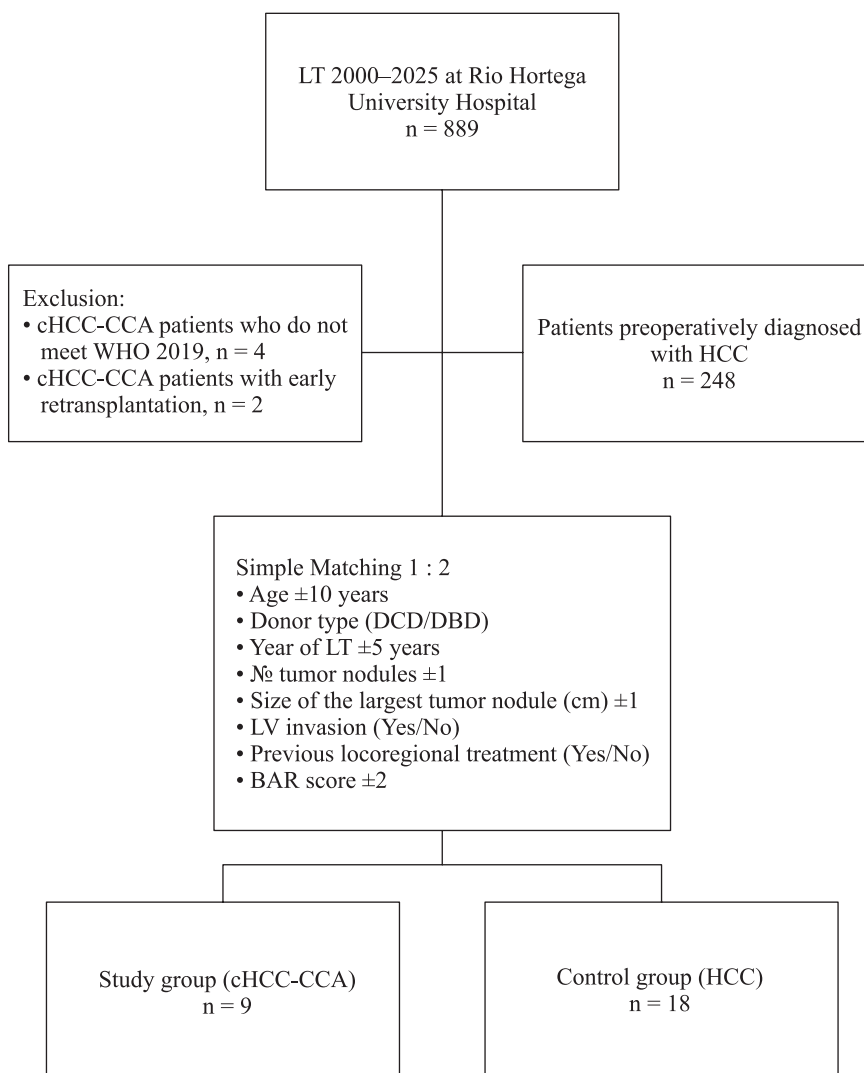 LT 2000–2025 at Rio Hortega
University Hospital
n = 889
Exclusion:
• cHCC-CCA patients who do not
meet WHO 2019, n = 4
• cHCC-CCA patients with early
retransplantation, n = 2
Patients preoperatively diagnosed
with HCC
n = 248
Simple Matching 1 : 2
• Age ±10 years
• Donor type (DCD/DBD)
• Year of LT ±5 years
• № tumor nodules ±1
• Size of the largest tumor nodule (cm) ±1
• LV invasion (Yes/No)
• Previous locoregional treatment (Yes/No)
• BAR score ±2
Study group (cHCC-CCA)
n = 9
Control group (HCC)
n = 18